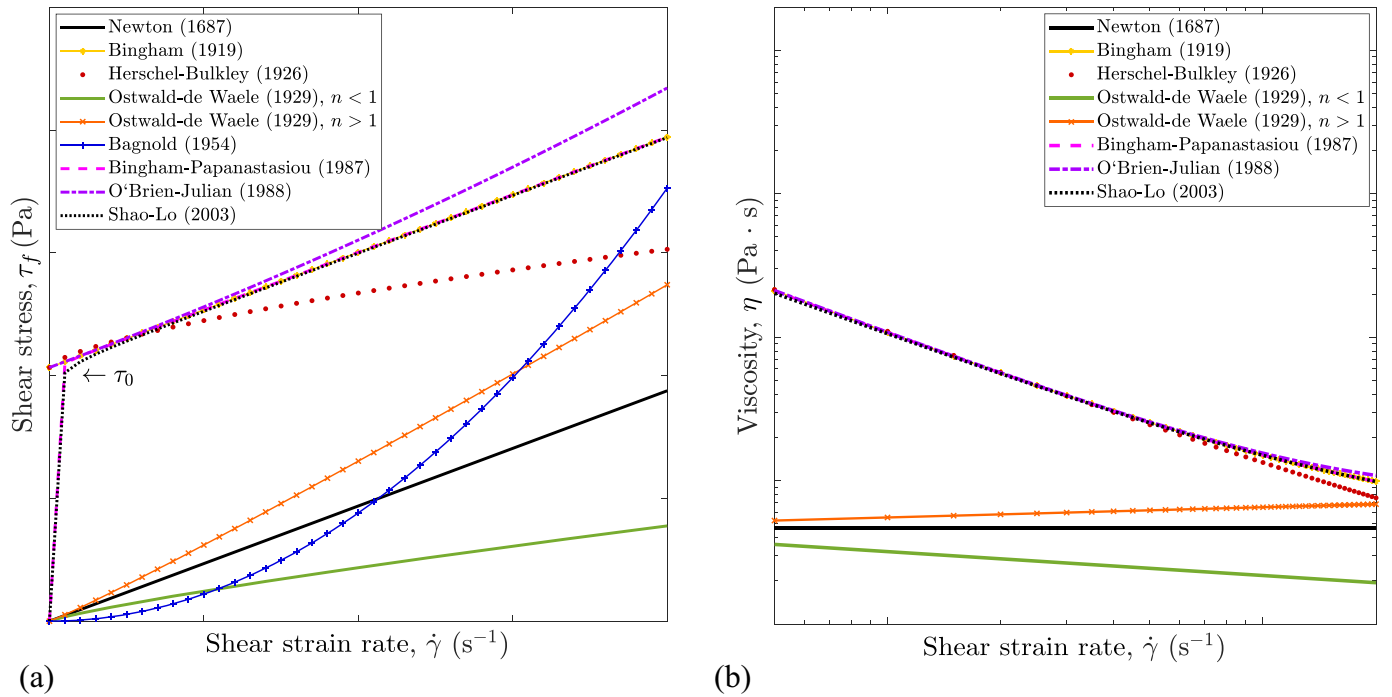 Newton (1687)
Bingham (1919)
Herschel-Bulkley (1926)
Ostwald-de Waele (1929), n < 1
Ostwald-de Waele (1929), n > 1
Bagnold (1954)
Bingham-Papanastasiou (1987)
O‘Brien-Julian (1988)
Shao-Lo (2003)
← τ₀
Shear stress, τ_f (Pa)
Shear strain rate, γ̇ (s⁻¹)
(a)
Newton (1687)
Bingham (1919)
Herschel-Bulkley (1926)
Ostwald-de Waele (1929), n < 1
Ostwald-de Waele (1929), n > 1
Bingham-Papanastasiou (1987)
O‘Brien-Julian (1988)
Shao-Lo (2003)
Viscosity, η (Pa · s)
Shear strain rate, γ̇ (s⁻¹)
(b)